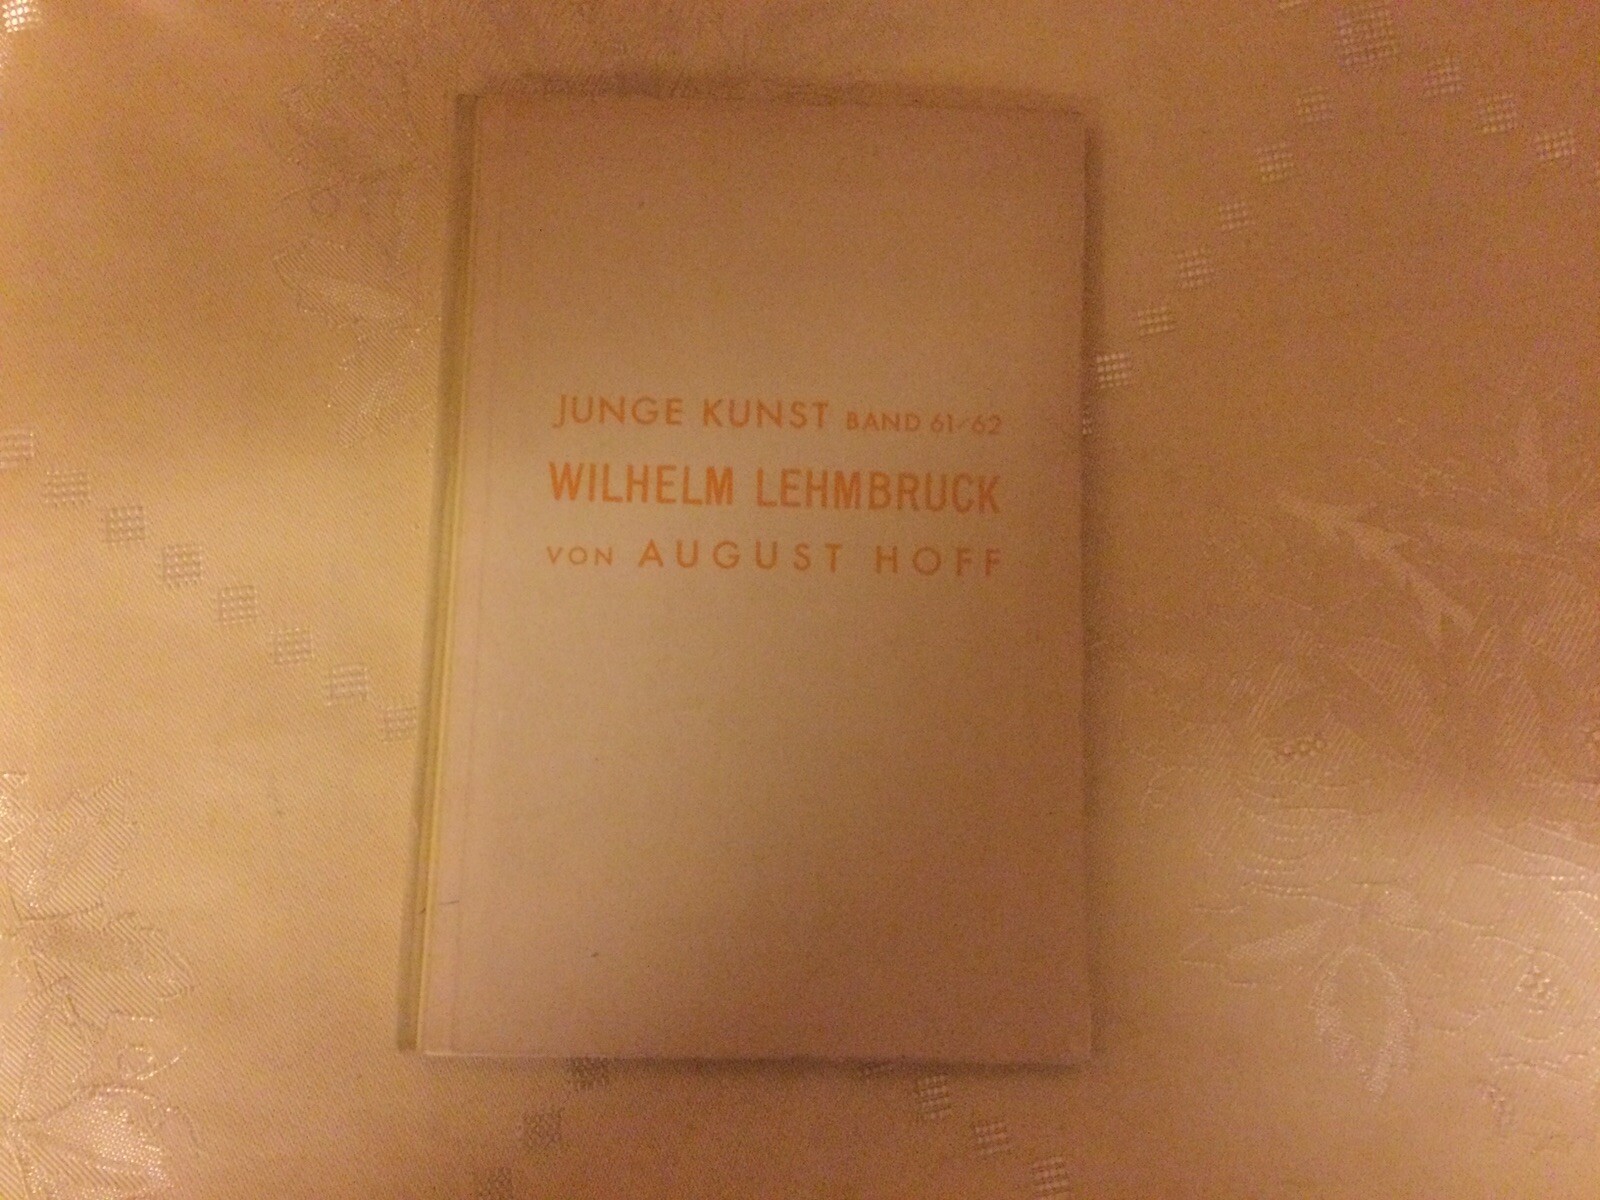 JUNGE KUNST BAND 61/62
WILHELM LEHMBRUCK
VON AUGUST HOFF